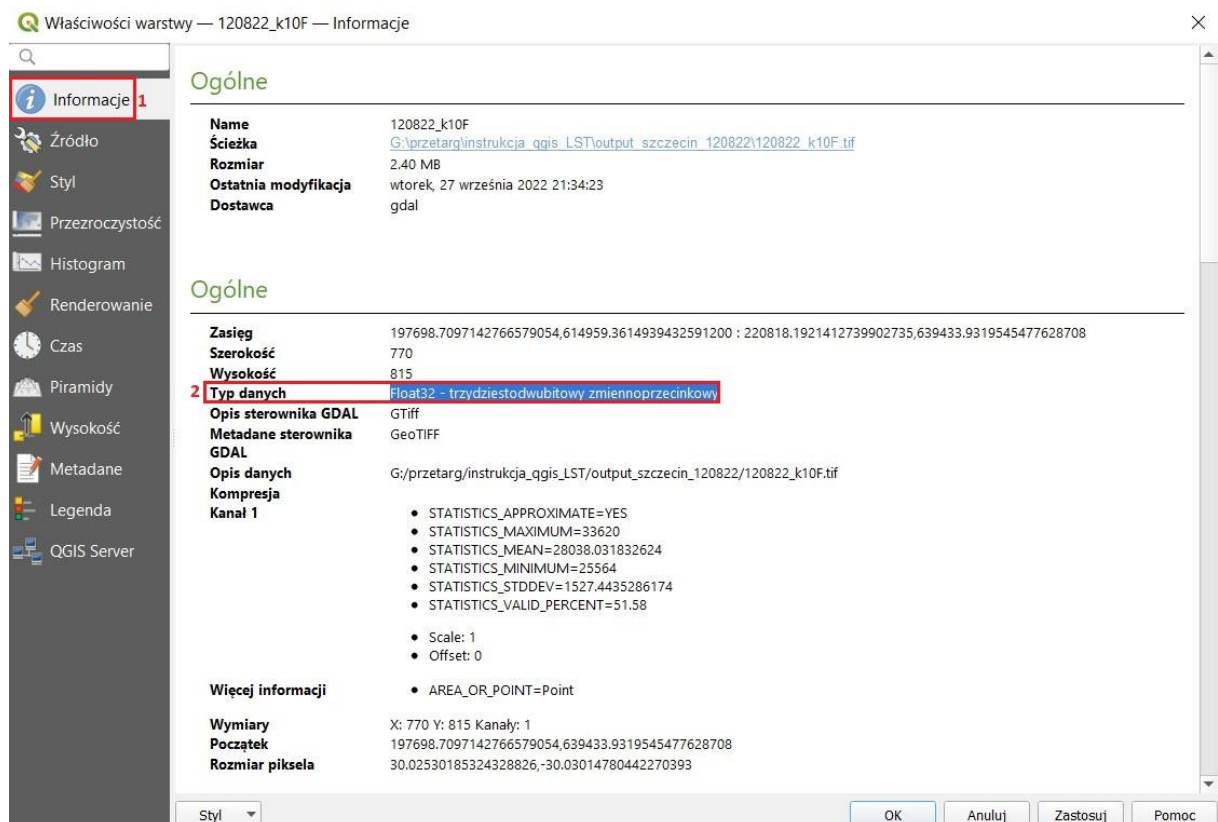 Właściwości warstwy — 120822_k10F — Informacje
Informacje 1
Źródło
Styl
Przezroczystość
Histogram
Renderowanie
Czas
Piramidy
Wysokość
Metadane
Legenda
QGIS Server
Ogólne
Name 120822_k10F
Ścieżka G:\przetarg\instrukcja_qgis_LST\output_szczecin_120822\120822_k10F.tif
Rozmiar 2.40 MB
Ostatnia modyfikacja wtorek, 27 września 2022 21:34:23
Dostawca gdal
Ogólne
Zasięg 197698.7097142766579054,614959.3614939432591200 : 220818.1921412739902735,639433.9319545477628708
Szerokość 770
Wysokość 815
2 Typ danych Float32 - trzydziestodwubitowy zmiennoprzecinkowy
Opis sterownika GDAL GTiff
Metadane sterownika GeoTIFF
GDAL
Opis danych G:/przetarg/instrukcja_qgis_LST/output_szczecin_120822/120822_k10F.tif
Kompresja
Kanał 1 • STATISTICS_APPROXIMATE=YES
• STATISTICS_MAXIMUM=33620
• STATISTICS_MEAN=28038.031832624
• STATISTICS_MINIMUM=25564
• STATISTICS_STDDEV=1527.4435286174
• STATISTICS_VALID_PERCENT=51.58
• Scale: 1
• Offset: 0
Więcej informacji • AREA_OR_POINT=Point
Wymiary X: 770 Y: 815 Kanały: 1
Początek 197698.7097142766579054,639433.9319545477628708
Rozmiar piksela 30.02530185324328826,-30.03014780442270393
Styl OK Anuluj Zastosuj Pomoc